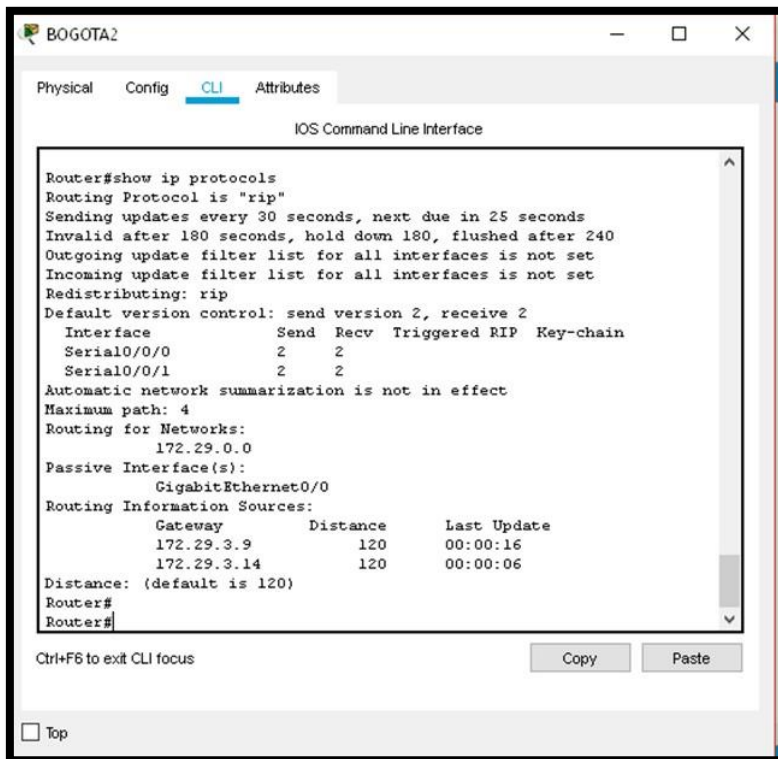 BOGOTA2
Physical Config CLI Attributes
IOS Command Line Interface
Router#show ip protocols
Routing Protocol is "rip"
Sending updates every 30 seconds, next due in 25 seconds
Invalid after 180 seconds, hold down 180, flushed after 240
Outgoing update filter list for all interfaces is not set
Incoming update filter list for all interfaces is not set
Redistributing: rip
Default version control: send version 2, receive 2
Interface Send Recv Triggered RIP Key-chain
Serial0/0/0 2 2
Serial0/0/1 2 2
Automatic network summarization is not in effect
Maximum path: 4
Routing for Networks:
172.29.0.0
Passive Interface(s):
GigabitEthernet0/0
Routing Information Sources:
Gateway Distance Last Update
172.29.3.9 120 00:00:16
172.29.3.14 120 00:00:06
Distance: (default is 120)
Router#
Router#
Ctrl+F6 to exit CLI focus
Copy Paste
Top